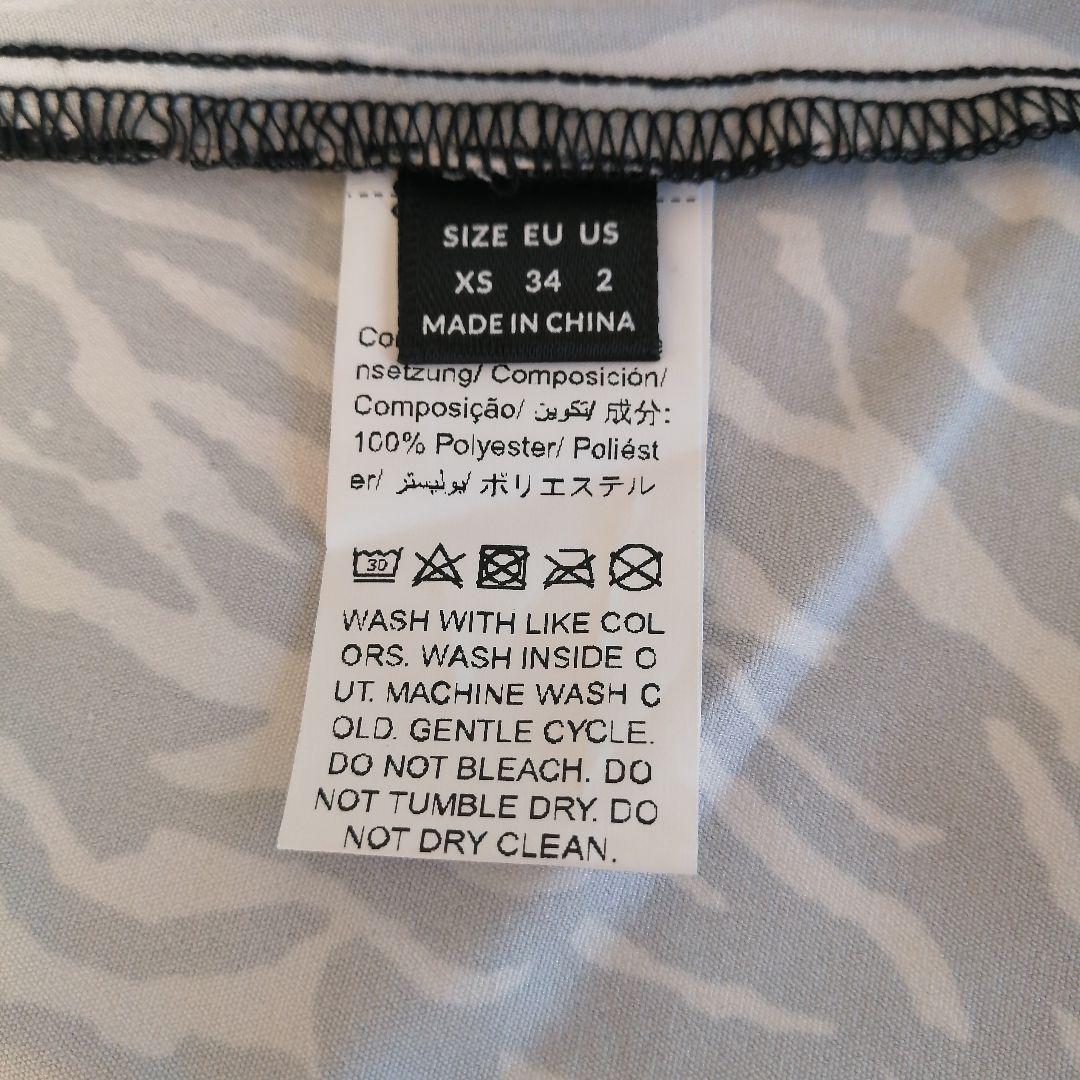 SIZE EU US
XS 34 2
MADE IN CHINA
Co
nsetzung/ Composición/
Composição/ تكوين/ 成分:
100% Polyester/ Poliést
er/ بوليستر/ ポリエステル
30
WASH WITH LIKE COL
ORS. WASH INSIDE O
UT. MACHINE WASH C
OLD. GENTLE CYCLE.
DO NOT BLEACH. DO
NOT TUMBLE DRY. DO
NOT DRY CLEAN.